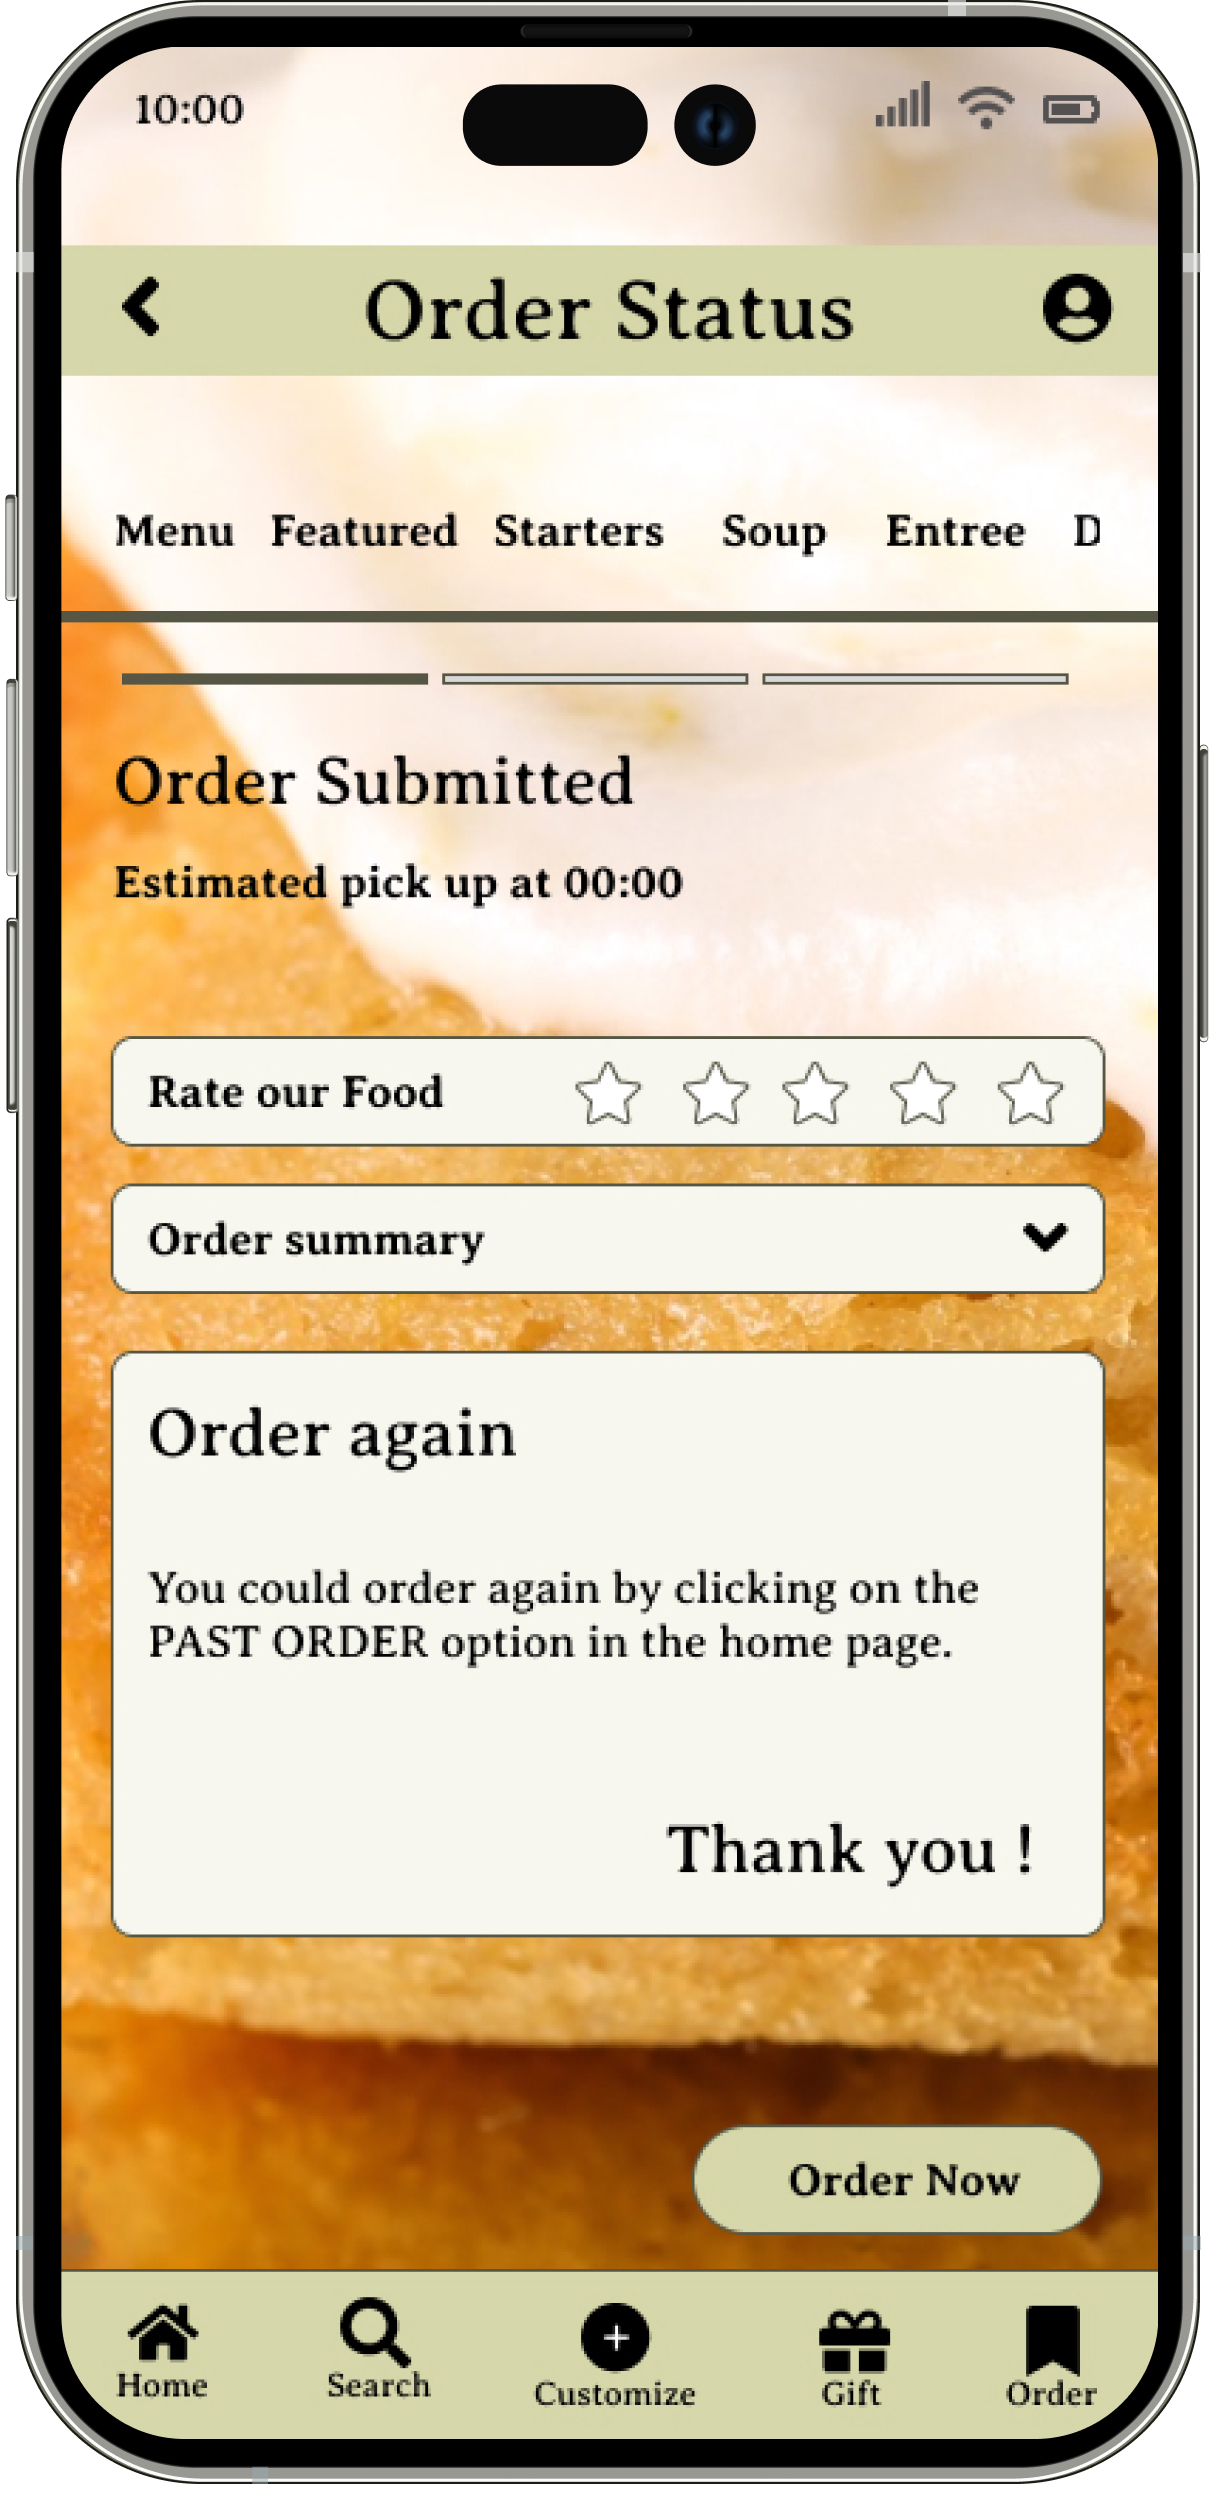 10:00
Order Status
Menu Featured Starters Soup Entree D
Order Submitted
Estimated pick up at 00:00
Rate our Food
Order summary
Order again
You could order again by clicking on the
PAST ORDER option in the home page.
Thank you !
Order Now
Home Search Customize Gift Order